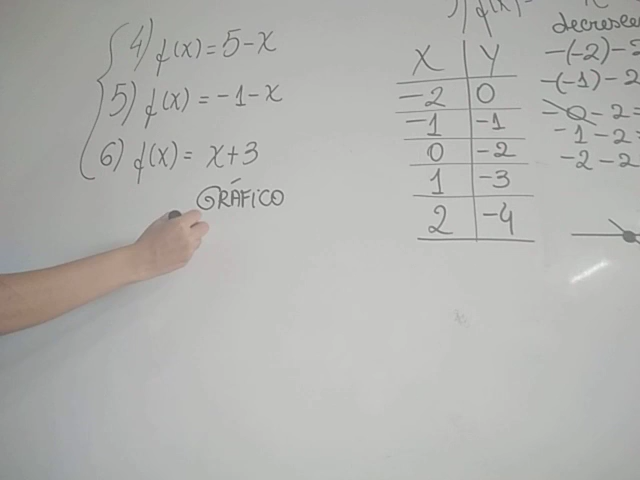 4) f(x) = 5-x
5) f(x) = -1-x
6) f(x) = x+3
GRÁFICO
X Y
-2 0
-1 -1
0 -2
1 -3
2 -4
f(x)
-(-2)-2
-(-1)-2
-0-2=
-1-2=
-2-2